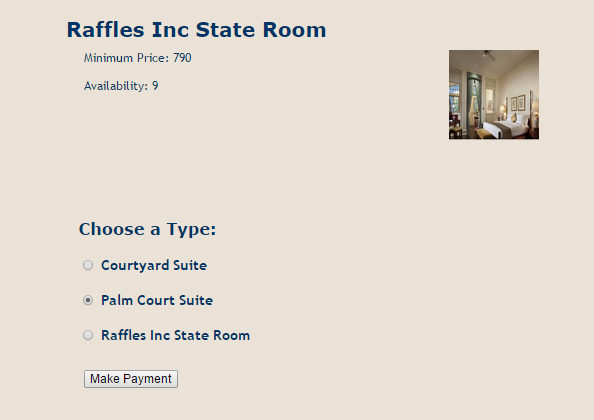 Raffles Inc State Room
Minimum Price: 790
Availability: 9
Choose a Type:
Courtyard Suite
Palm Court Suite
Raffles Inc State Room
Make Payment